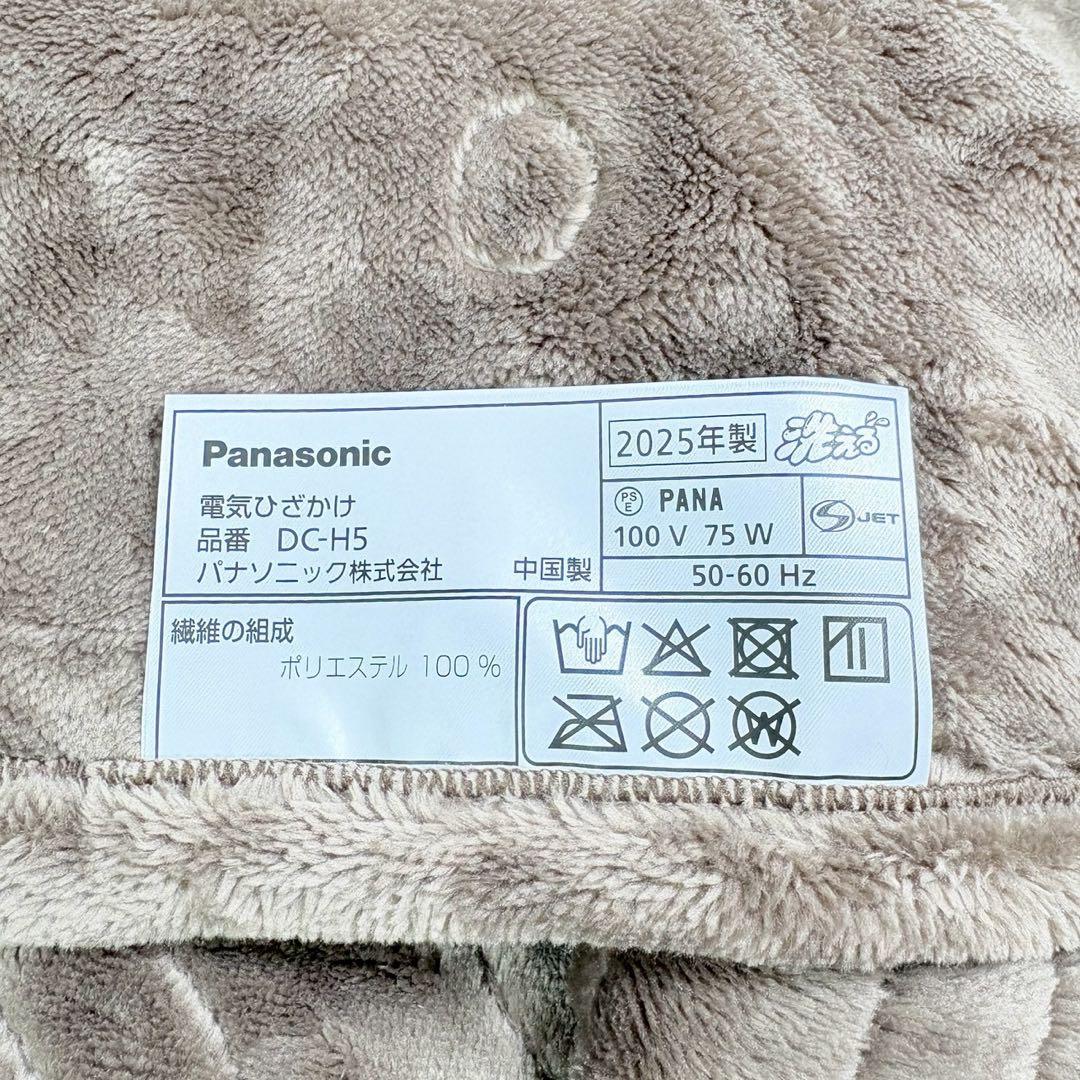 Panasonic
電気ひざかけ
品番 DC-H5
パナソニック株式会社 中国製
2025年製 洗える
PSE PANA
100 V 75 W
S JET
50-60 Hz
繊維の組成
ポリエステル 100 %
W